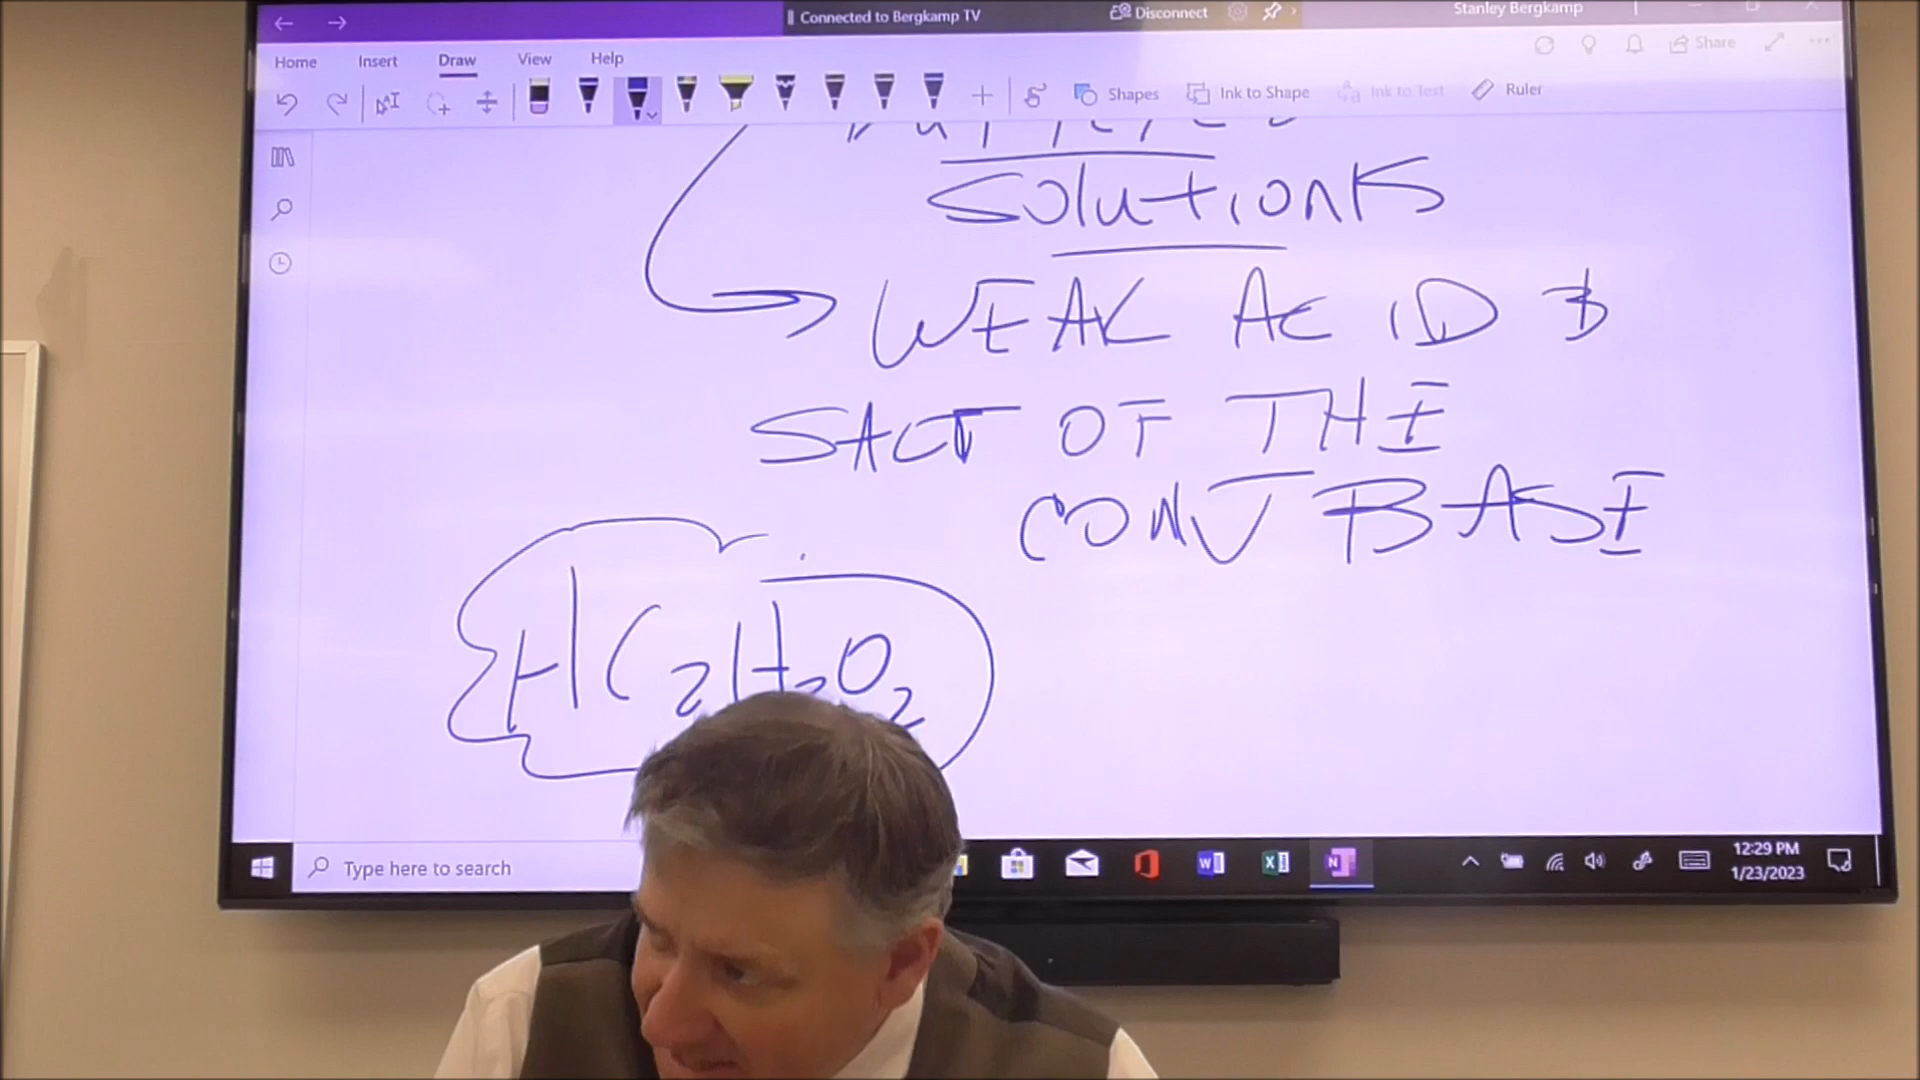 Connected to Bergkamp TV
Disconnect
Stanley Bergkamp
Home Insert Draw View Help
Share
Shapes
Ink to Shape
Ink to Text
Ruler
Solutions
WEAK ACID &
SALT OF THE
CONJ BASE
HC2H3O2
Type here to search
12:29 PM
1/23/2023